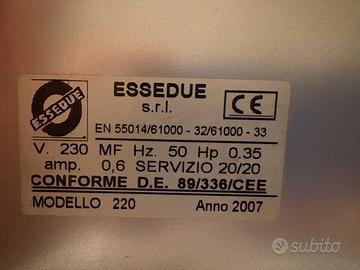 ESSEDUE
ESSEDUE
s.r.l.
CE
EN 55014/61000 - 32/61000 - 33
V. 230 MF Hz. 50 Hp 0.35
amp. 0,6 SERVIZIO 20/20
CONFORME D.E. 89/336/CEE
MODELLO 220 Anno 2007
subito